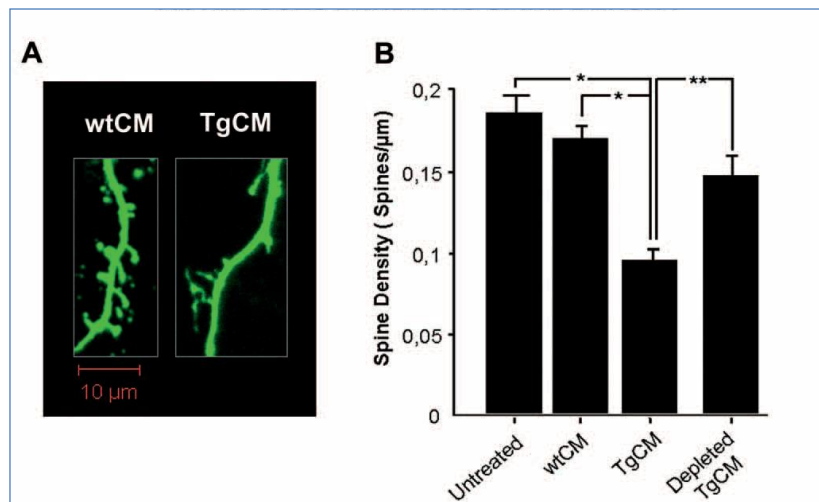 A
wtCM TgCM
10 µm
B
Spine Density ( Spines/µm)
0,2
0,15
0,1
0,05
0
*
*
**
Untreated
wtCM
TgCM
Depleted
TgCM